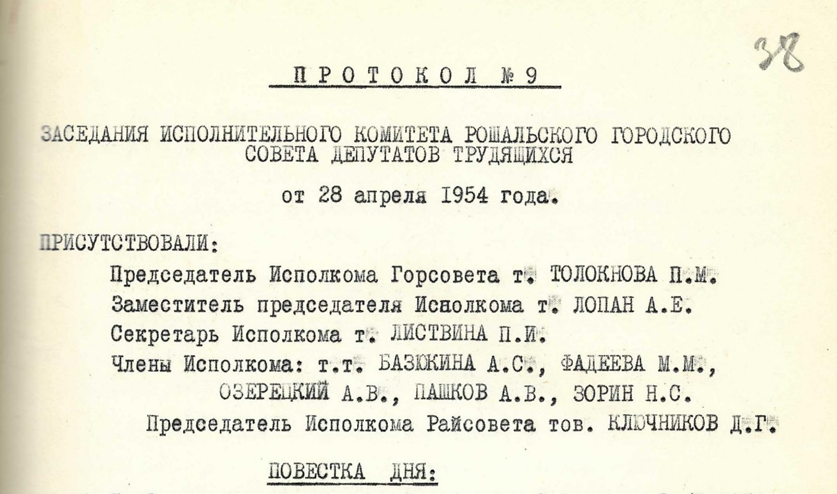 38
П Р О Т О К О Л № 9
ЗАСЕДАНИЯ ИСПОЛНИТЕЛЬНОГО КОМИТЕТА РОШАЛЬСКОГО ГОРОДСКОГО
СОВЕТА ДЕПУТАТОВ ТРУДЯЩИХСЯ
от 28 апреля 1954 года.
ПРИСУТСТВОВАЛИ:
Председатель Исполкома Горсовета т. ТОЛОКНОВА П.М.
Заместитель председателя Исполкома т. ЛОПАН А.Е.
Секретарь Исполкома т. ЛИСТВИНА П.И.
Члены Исполкома: т.т. БАЗЮКИНА А.С., ФАДЕЕВА М.М.,
ОЗЕРЕЦКИЙ А.В., ПАШКОВ А.В., ЗОРИН Н.С.
Председатель Исполкома Райсовета тов. КЛЮЧНИКОВ Д.Г.
ПОВЕСТКА ДНЯ: